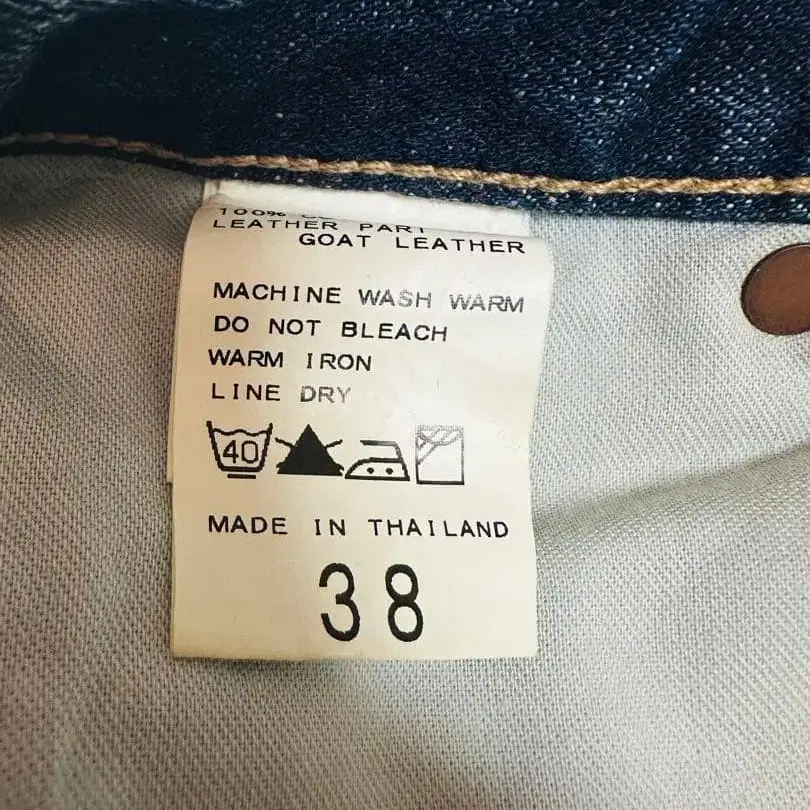 100%
LEATHER PART
GOAT LEATHER
MACHINE WASH WARM
DO NOT BLEACH
WARM IRON
LINE DRY
40
MADE IN THAILAND
38